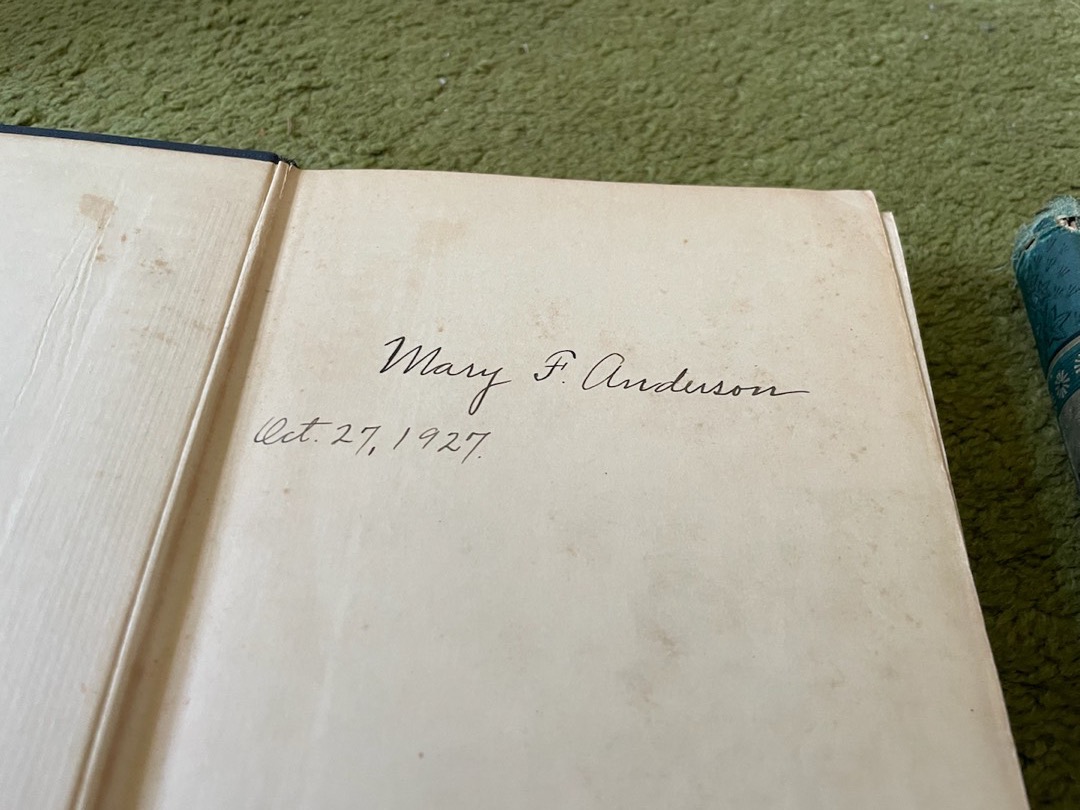 Mary F. Anderson
Oct. 27, 1927.